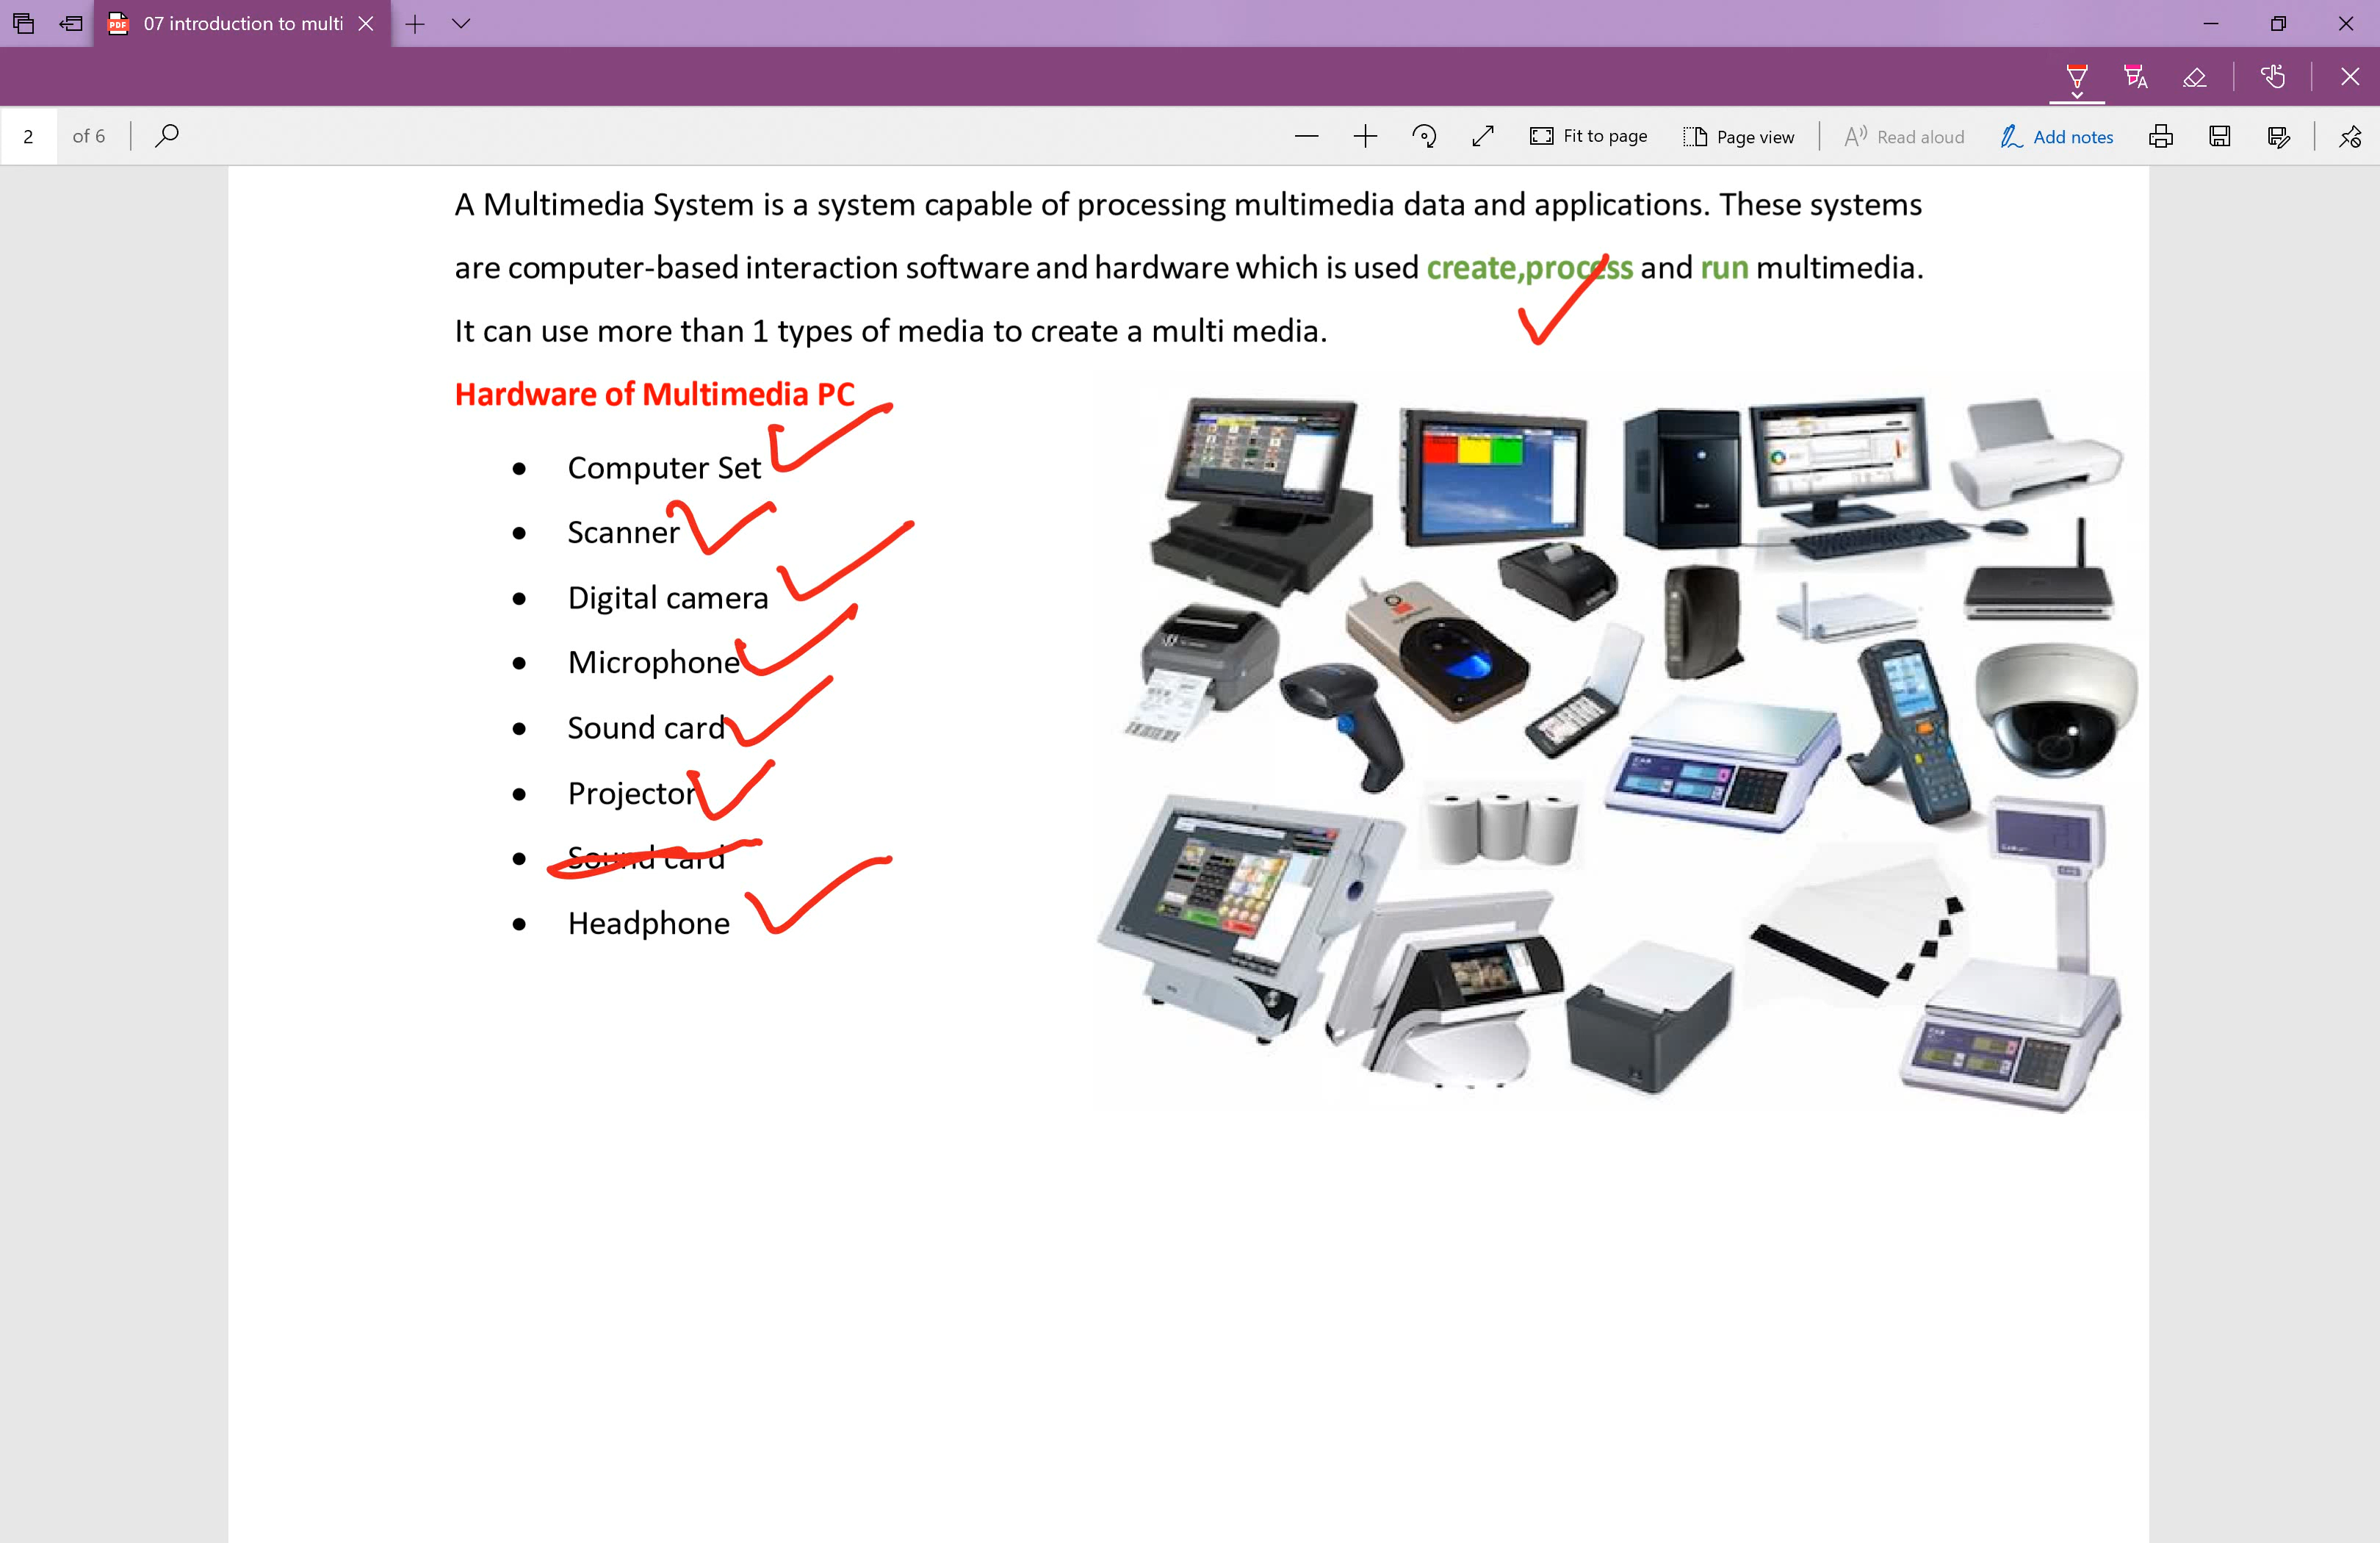 07 introduction to multi
2 of 6
Fit to page
Page view
Read aloud
Add notes
A Multimedia System is a system capable of processing multimedia data and applications. These systems
are computer-based interaction software and hardware which is used create,process and run multimedia.
It can use more than 1 types of media to create a multi media.
Hardware of Multimedia PC
• Computer Set
• Scanner
• Digital camera
• Microphone
• Sound card
• Projector
• Sound card
• Headphone